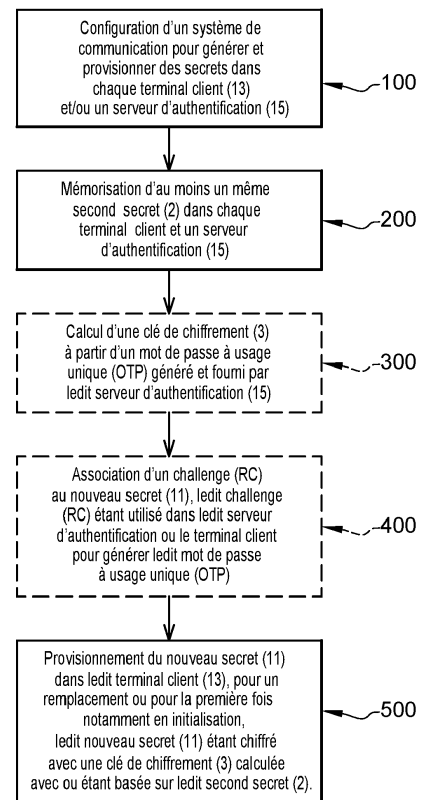 Configuration d'un système de
communication pour générer et
provisionner des secrets dans
chaque terminal client (13)
et/ou un serveur d'authentification (15)
100
Mémorisation d'au moins un même
second secret (2) dans chaque
terminal client et un serveur
d'authentification (15)
200
Calcul d'une clé de chiffrement (3)
à partir d'un mot de passe à usage
unique (OTP) généré et fourni par
ledit serveur d'authentification (15)
300
Association d'un challenge (RC)
au nouveau secret (11), ledit challenge
(RC) étant utilisé dans ledit serveur
d'authentification ou le terminal client
pour générer ledit mot de passe
à usage unique (OTP)
400
Provisionnement du nouveau secret (11)
dans ledit terminal client (13), pour un
remplacement ou pour la première fois
notamment en initialisation,
ledit nouveau secret (11) étant chiffré
avec une clé de chiffrement (3) calculée
avec ou étant basée sur ledit second secret (2).
500